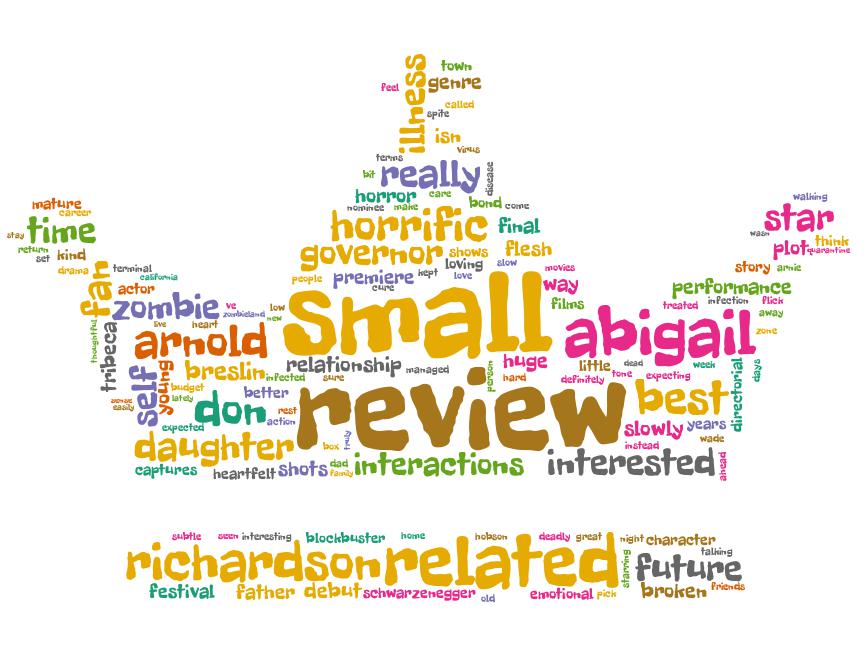 illness
town
feel
genre
called
spite
isn
virus
terms
bit
really
disease
horror
care
nominee
make
bond
come
horrific
final
governor
shows
flesh
loving
slow
people
premiere
kept
love
movies
cure
way
films
mature
career
time
stay
return
set
kind
drama
terminal
california
fan
actor
zombie
ve
zombieland
low
new
live
heart
arnold
thoughtful
tribeca
breslin
infected
sure
young
self
budget
lately
better
sense
easily
don
rest
action
expected
daughter
captures
heartfelt
shots
box
truly
dad
family
small
relationship
managed
review
interactions
person
huge
hard
abigail
little
dead
definitely
tone
expecting
week
best
slowly
years
directorial
days
instead
wade
interested
ahead
walking
star
wasn
plot
think
quarantine
story
arnie
performance
treated
infection
flick
away
zone
subtle
seen
interesting
blockbuster
home
hobson
deadly
great
night
character
talking
richardson
related
starring
future
festival
father
debut
schwarzenegger
old
emotional
pick
broken
friends